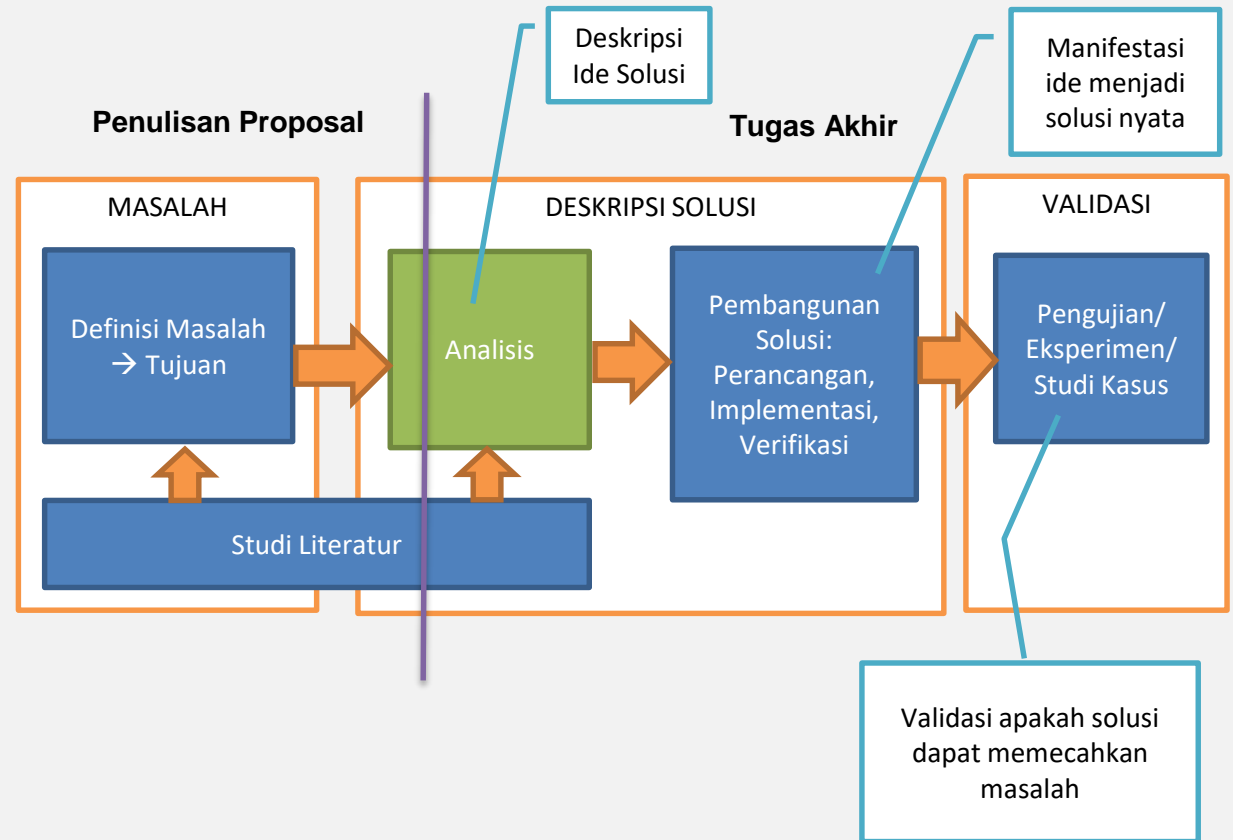 Deskripsi
Ide Solusi
Manifestasi
ide menjadi
solusi nyata
Penulisan Proposal
Tugas Akhir
MASALAH
DESKRIPSI SOLUSI
VALIDASI
Definisi Masalah
→ Tujuan
Analisis
Pembangunan
Solusi:
Perancangan,
Implementasi,
Verifikasi
Pengujian/
Eksperimen/
Studi Kasus
Studi Literatur
Validasi apakah solusi
dapat memecahkan
masalah